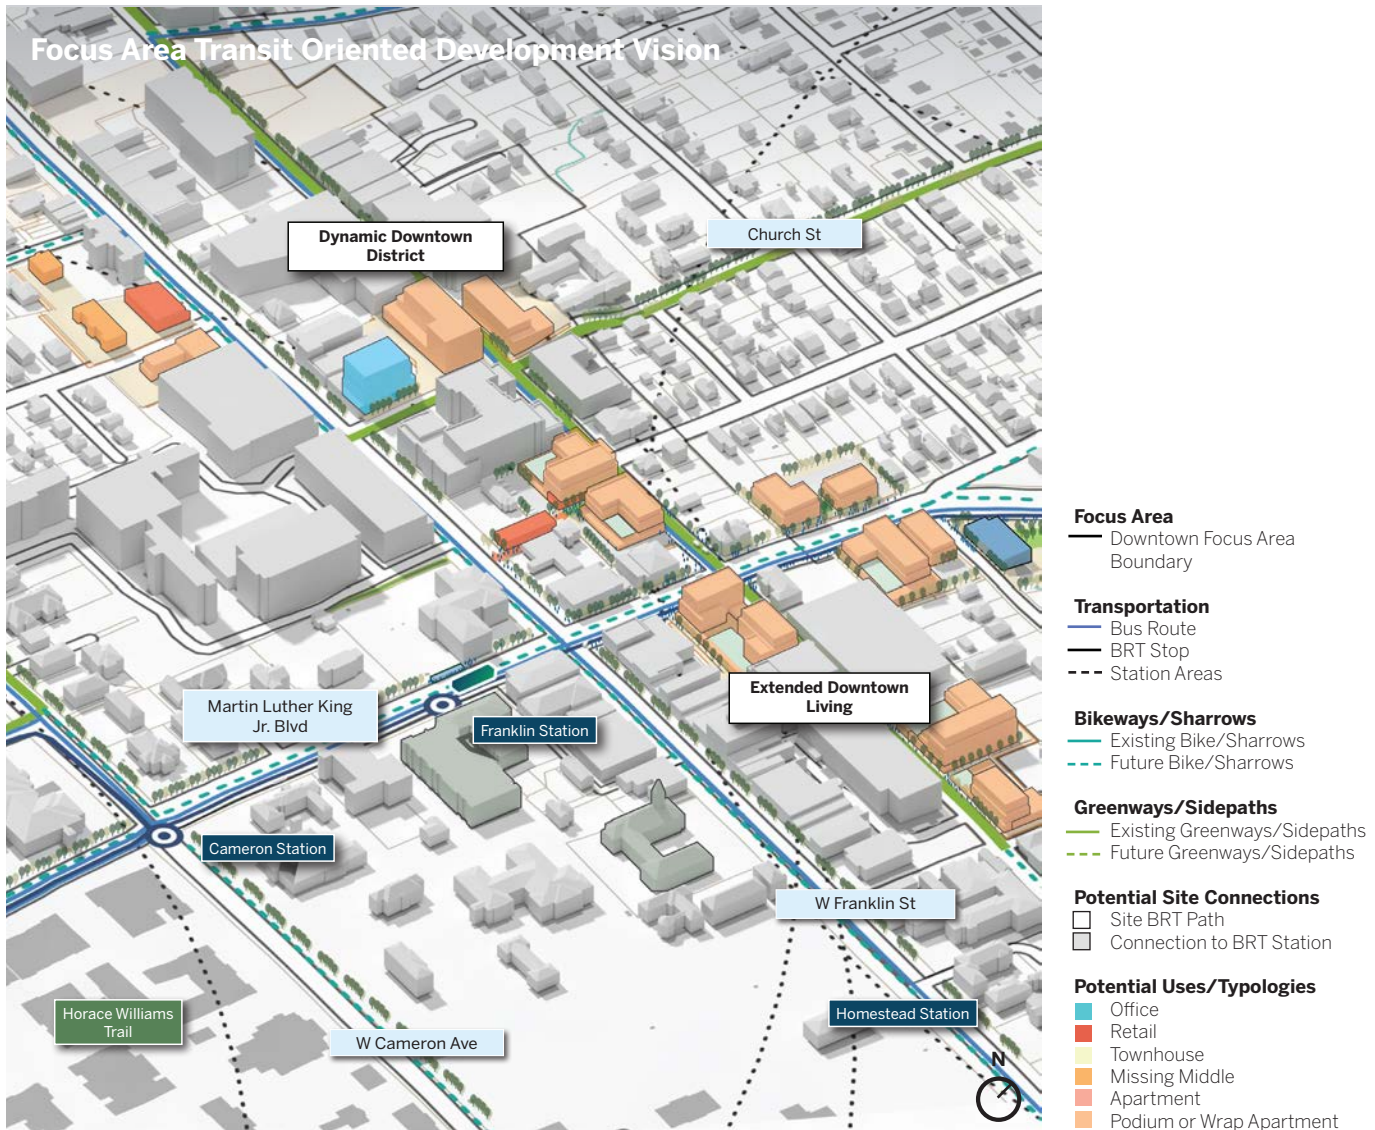 Focus Area Transit Oriented Development Vision
Dynamic Downtown
District
Church St
Extended Downtown
Living
Martin Luther King
Jr. Blvd
Franklin Station
Cameron Station
W Franklin St
Horace Williams
Trail
W Cameron Ave
Homestead Station
N
Focus Area
Downtown Focus Area
Boundary
Transportation
Bus Route
BRT Stop
Station Areas
Bikeways/Sharrows
Existing Bike/Sharrows
Future Bike/Sharrows
Greenways/Sidepaths
Existing Greenways/Sidepaths
Future Greenways/Sidepaths
Potential Site Connections
Site BRT Path
Connection to BRT Station
Potential Uses/Typologies
Office
Retail
Townhouse
Missing Middle
Apartment
Podium or Wrap Apartment